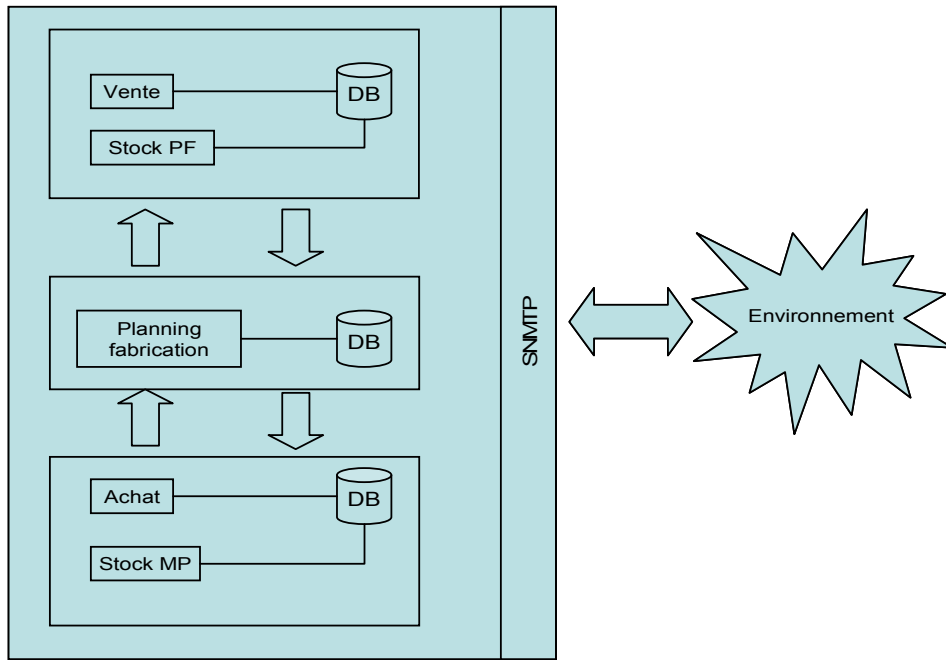 Vente
DB
Stock PF
Planning
fabrication
DB
Achat
DB
Stock MP
SNMTP
Environnement